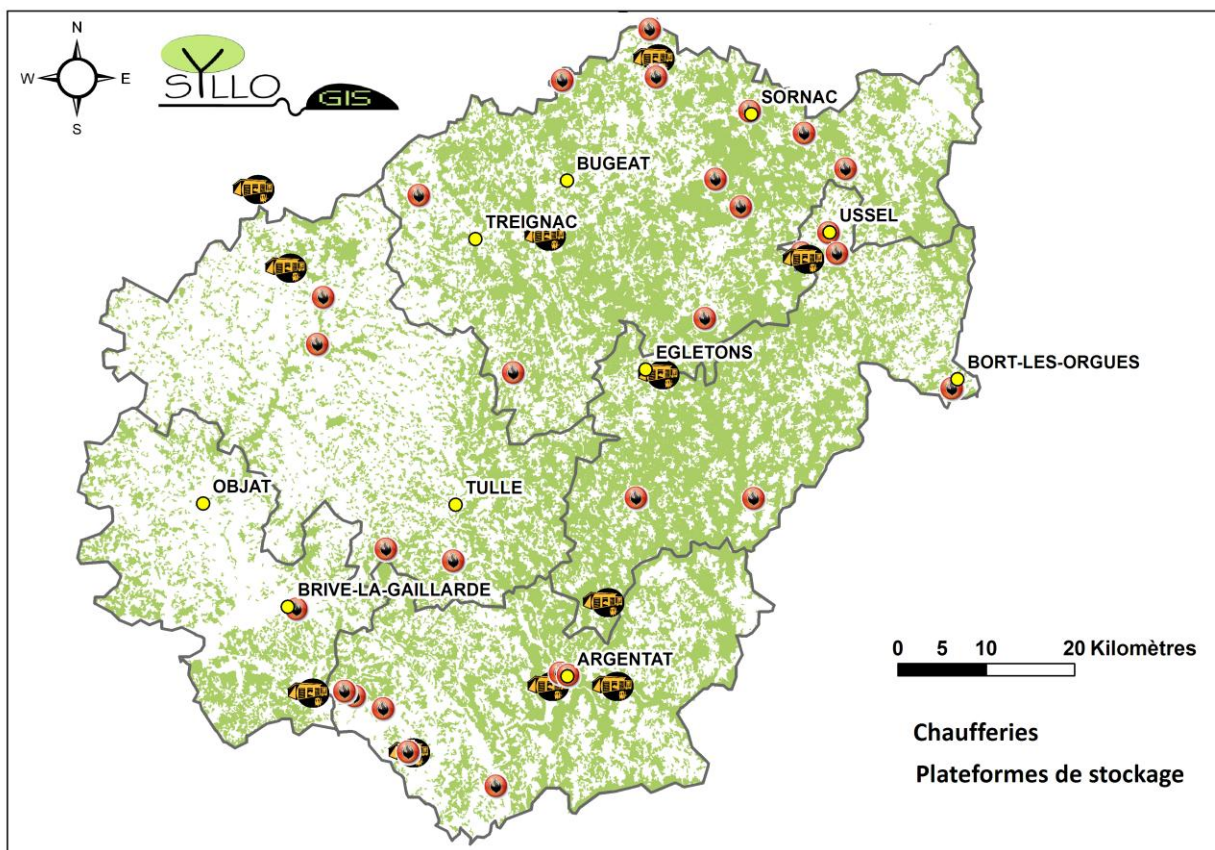 N
W E
S
SYLLO
GIS
SORNAC
BUGEAT
TREIGNAC
USSEL
EGLETONS
BORT-LES-ORGUES
OBJAT
TULLE
BRIVE-LA-GAILLARDE
ARGENTAT
0 5 10 20 Kilomètres
Chaufferies
Plateformes de stockage